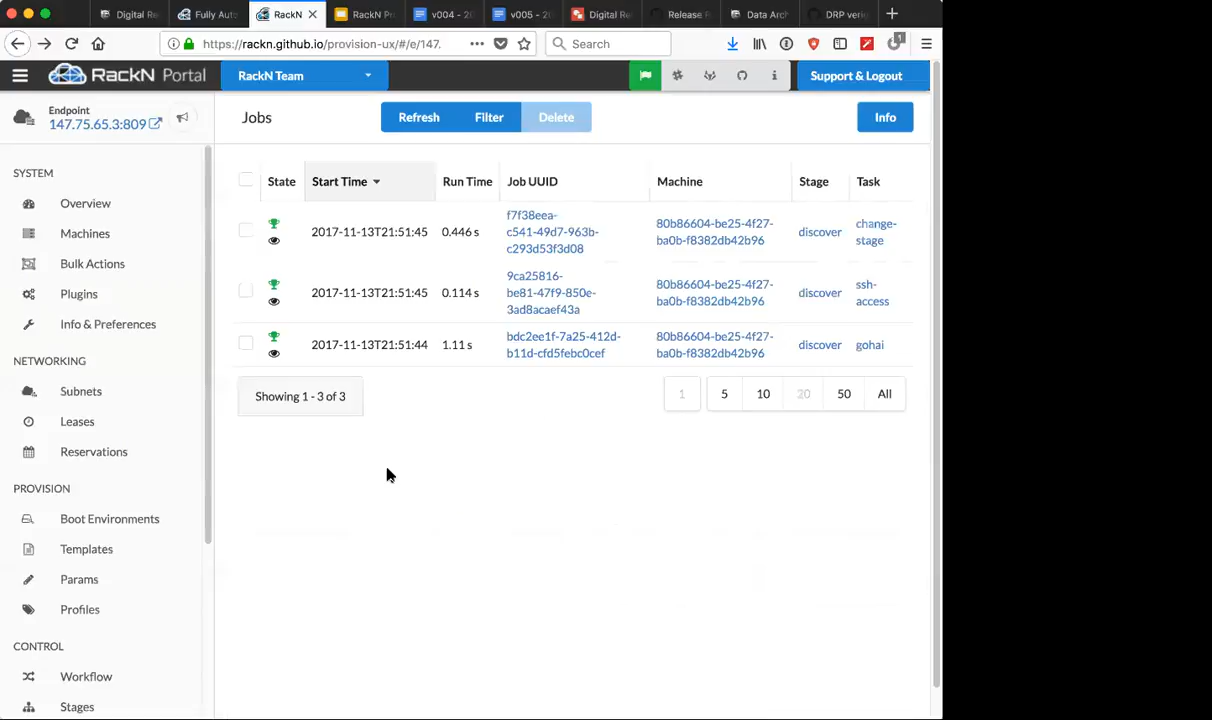 Digital Re
Fully Auto
RackN
RackN Pr
v004 - 20
v005 - 20
Digital Re
Release F
Data Arch
DRP verie
https://rackn.github.io/provision-ux/#/e/147.
Search
1
RackN Portal
RackN Team
Support & Logout
Endpoint
147.75.65.3:809
Jobs
Refresh
Filter
Delete
Info
SYSTEM
Overview
Machines
Bulk Actions
Plugins
Info & Preferences
NETWORKING
Subnets
Leases
Reservations
PROVISION
Boot Environments
Templates
Params
Profiles
CONTROL
Workflow
Stages
State Start Time Run Time Job UUID Machine Stage Task
2017-11-13T21:51:45 0.446 s f7f38eea-
c541-49d7-963b-
c293d53f3d08
80b86604-be25-4f27-
ba0b-f8382db42b96
discover
change-
stage
2017-11-13T21:51:45 0.114 s 9ca25816-
be81-47f9-850e-
3ad8acaef43a
80b86604-be25-4f27-
ba0b-f8382db42b96
discover
ssh-
access
2017-11-13T21:51:44 1.11 s bdc2ee1f-7a25-412d-
b11d-cfd5febc0cef
80b86604-be25-4f27-
ba0b-f8382db42b96
discover
gohai
Showing 1 - 3 of 3
1 5 10 20 50 All